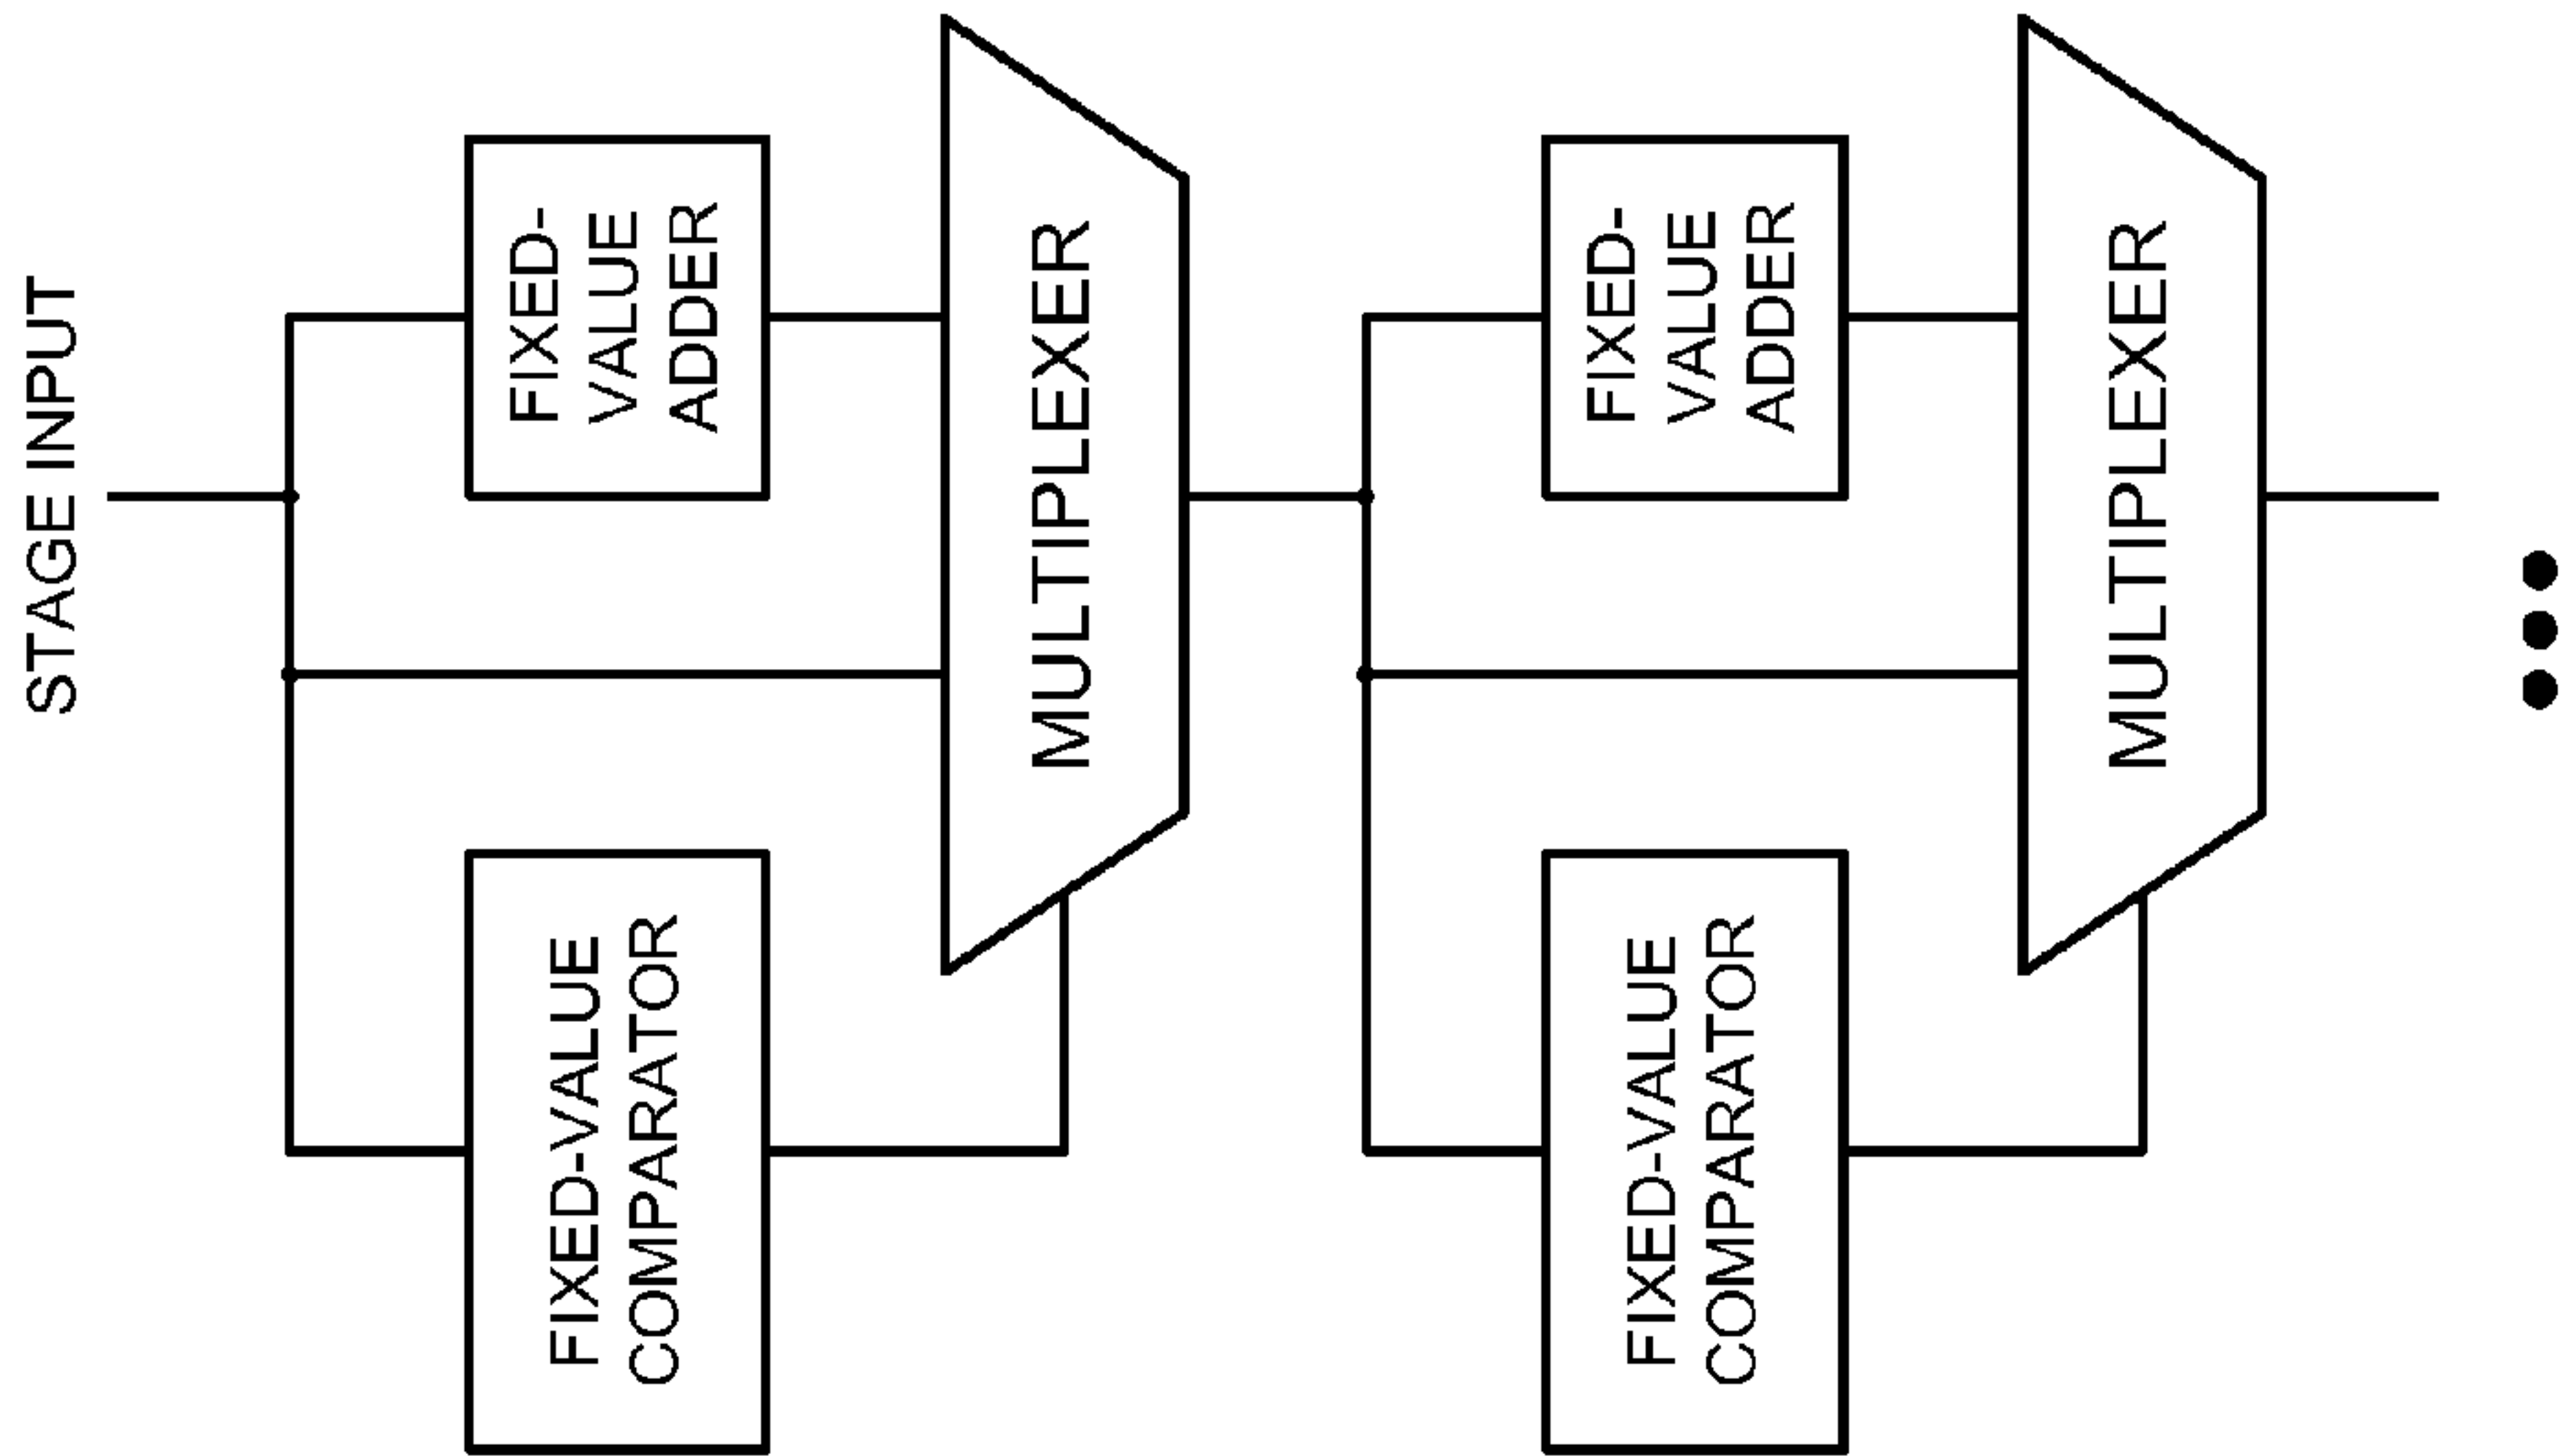 STAGE INPUT
FIXED-VALUE
COMPARATOR
FIXED-
VALUE
ADDER
MULTIPLEXER
FIXED-VALUE
COMPARATOR
FIXED-
VALUE
ADDER
MULTIPLEXER